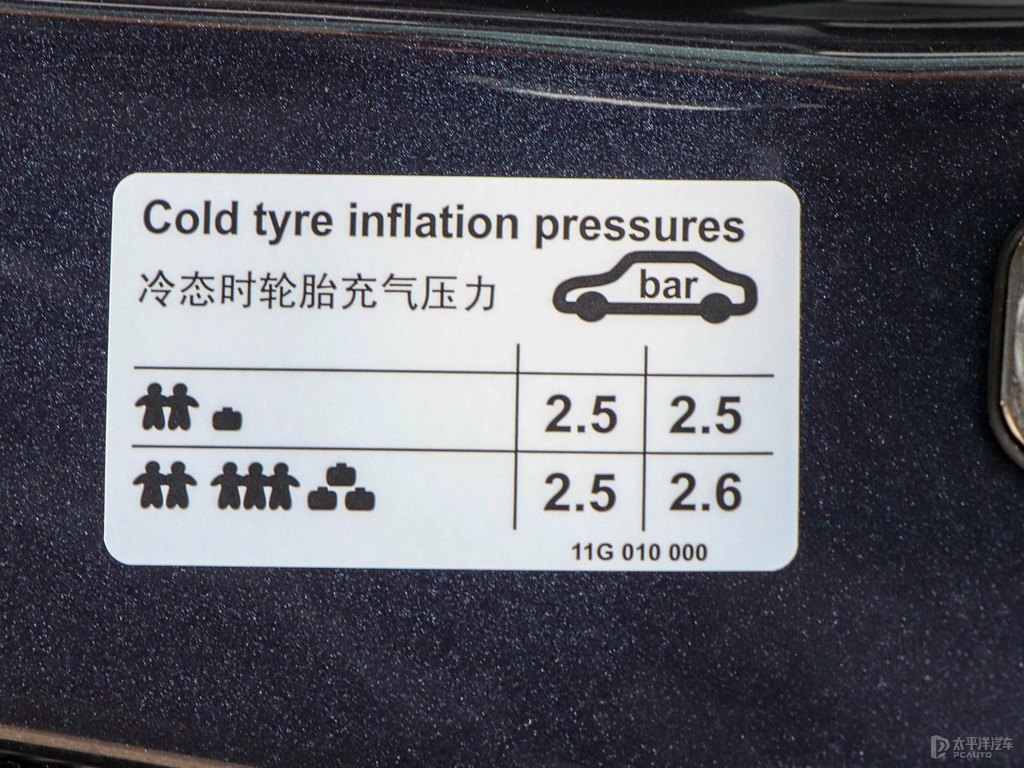 Cold tyre inflation pressures
冷态时轮胎充气压力
bar
2.5 2.5
2.5 2.6
11G 010 000
太平洋汽车
PCAUTO